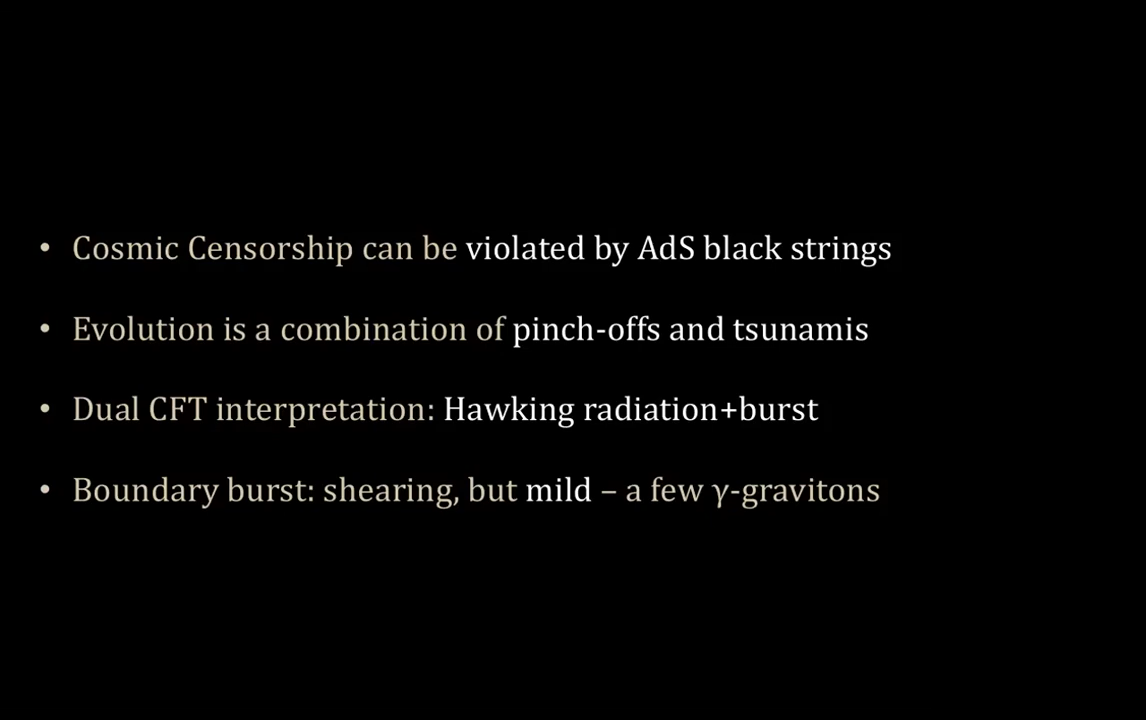 • Cosmic Censorship can be violated by AdS black strings
• Evolution is a combination of pinch-offs and tsunamis
• Dual CFT interpretation: Hawking radiation+burst
• Boundary burst: shearing, but mild – a few γ-gravitons